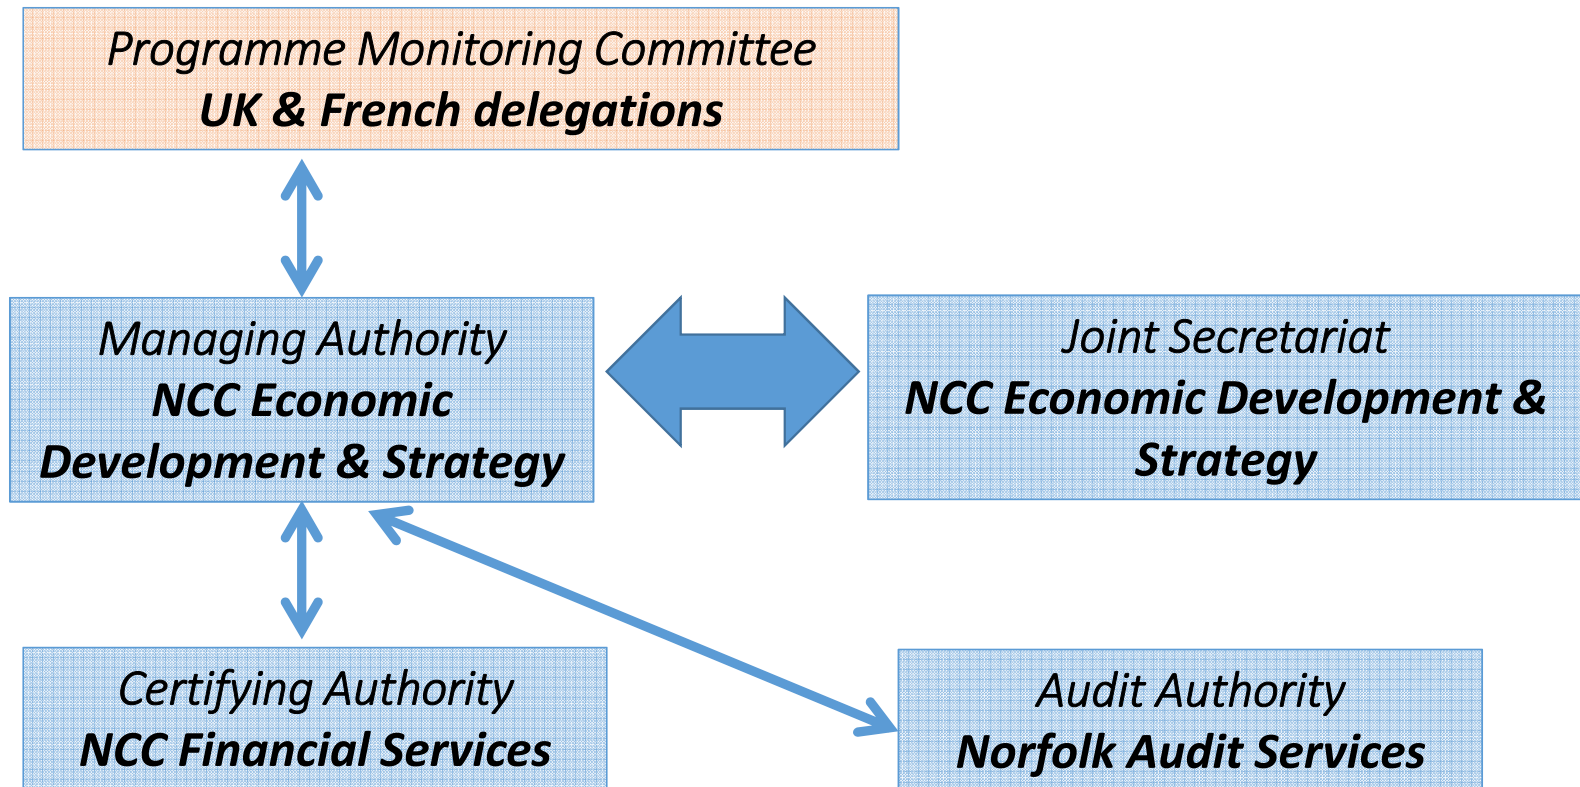 Programme Monitoring Committee
UK & French delegations
Managing Authority
NCC Economic
Development & Strategy
Joint Secretariat
NCC Economic Development &
Strategy
Certifying Authority
NCC Financial Services
Audit Authority
Norfolk Audit Services